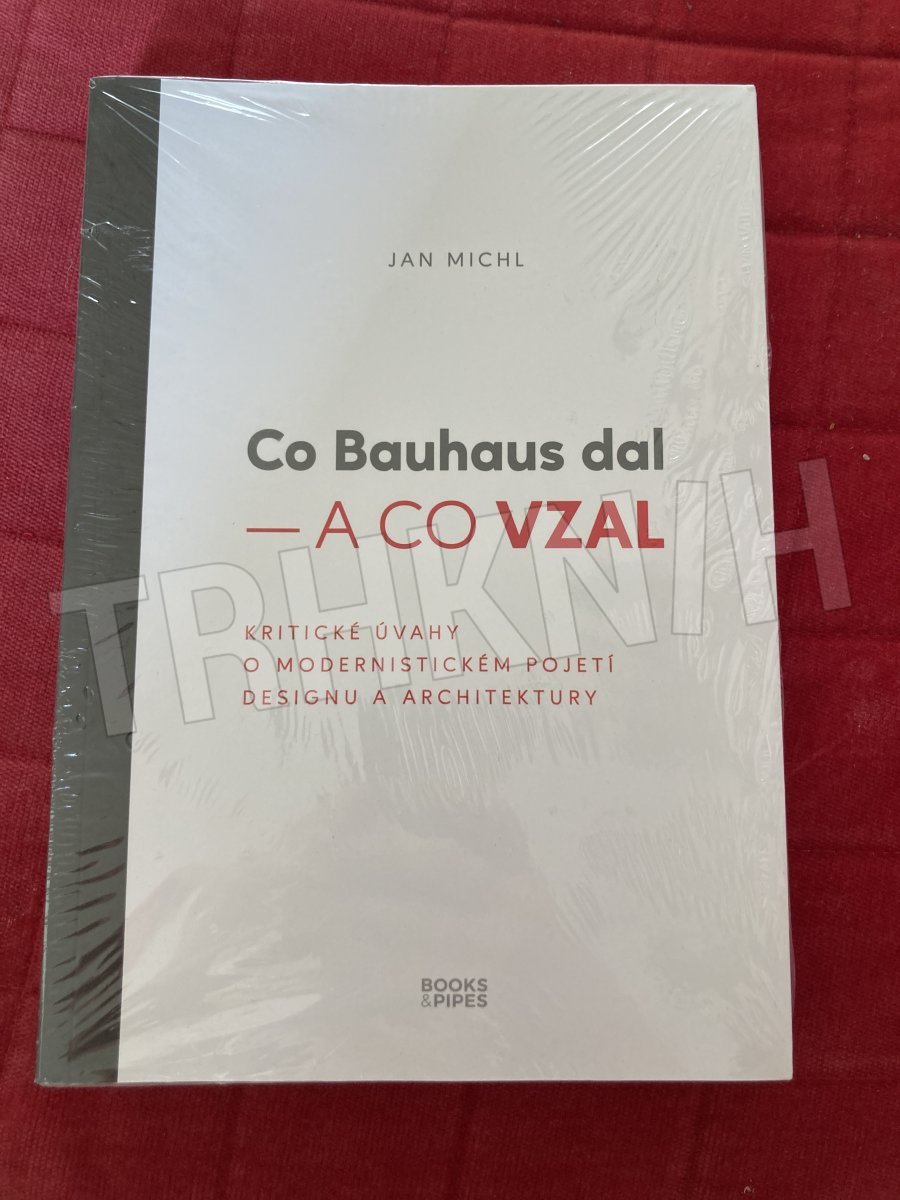 JAN MICHL
Co Bauhaus dal
— A CO VZAL
TRHKNIH
KRITICKÉ ÚVAHY
O MODERNISTICKÉM POJETÍ
DESIGNU A ARCHITEKTURY
BOOKS
&PIPES